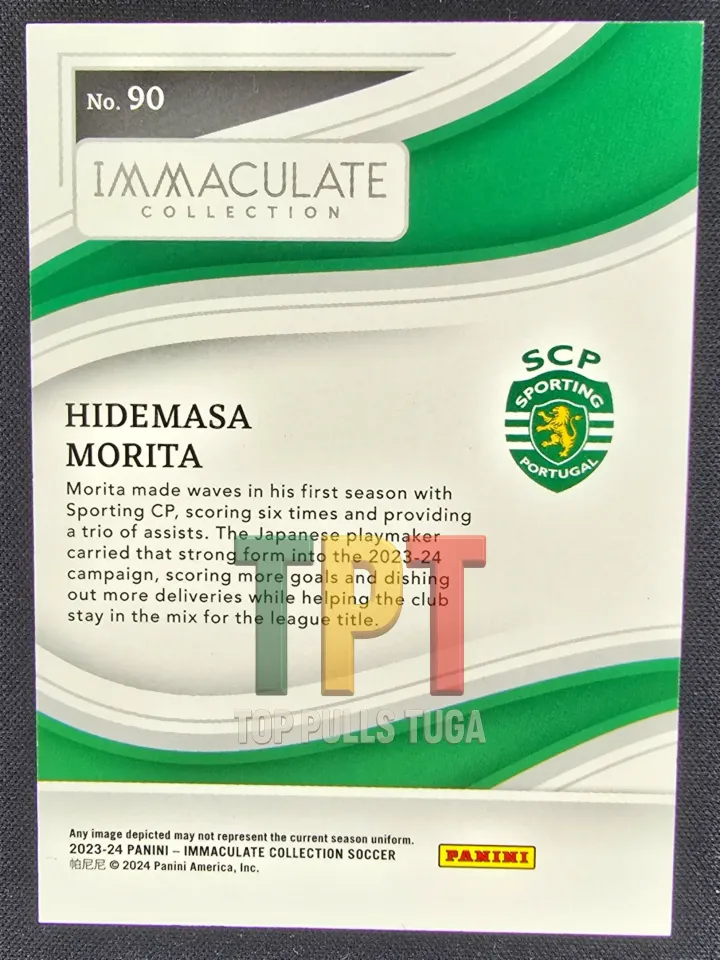 No. 90
IMMACULATE
COLLECTION
SCP
SPORTING
PORTUGAL
HIDEMASA
MORITA
Morita made waves in his first season with
Sporting CP, scoring six times and providing
a trio of assists. The Japanese playmaker
carried that strong form into the 2023-24
campaign, scoring more goals and dishing
out more deliveries while helping the club
stay in the mix for the league title.
TPT
TOP PULLS TUGA
Any image depicted may not represent the current season uniform.
2023-24 PANINI – IMMACULATE COLLECTION SOCCER
帕尼尼 © 2024 Panini America, Inc.
PANINI